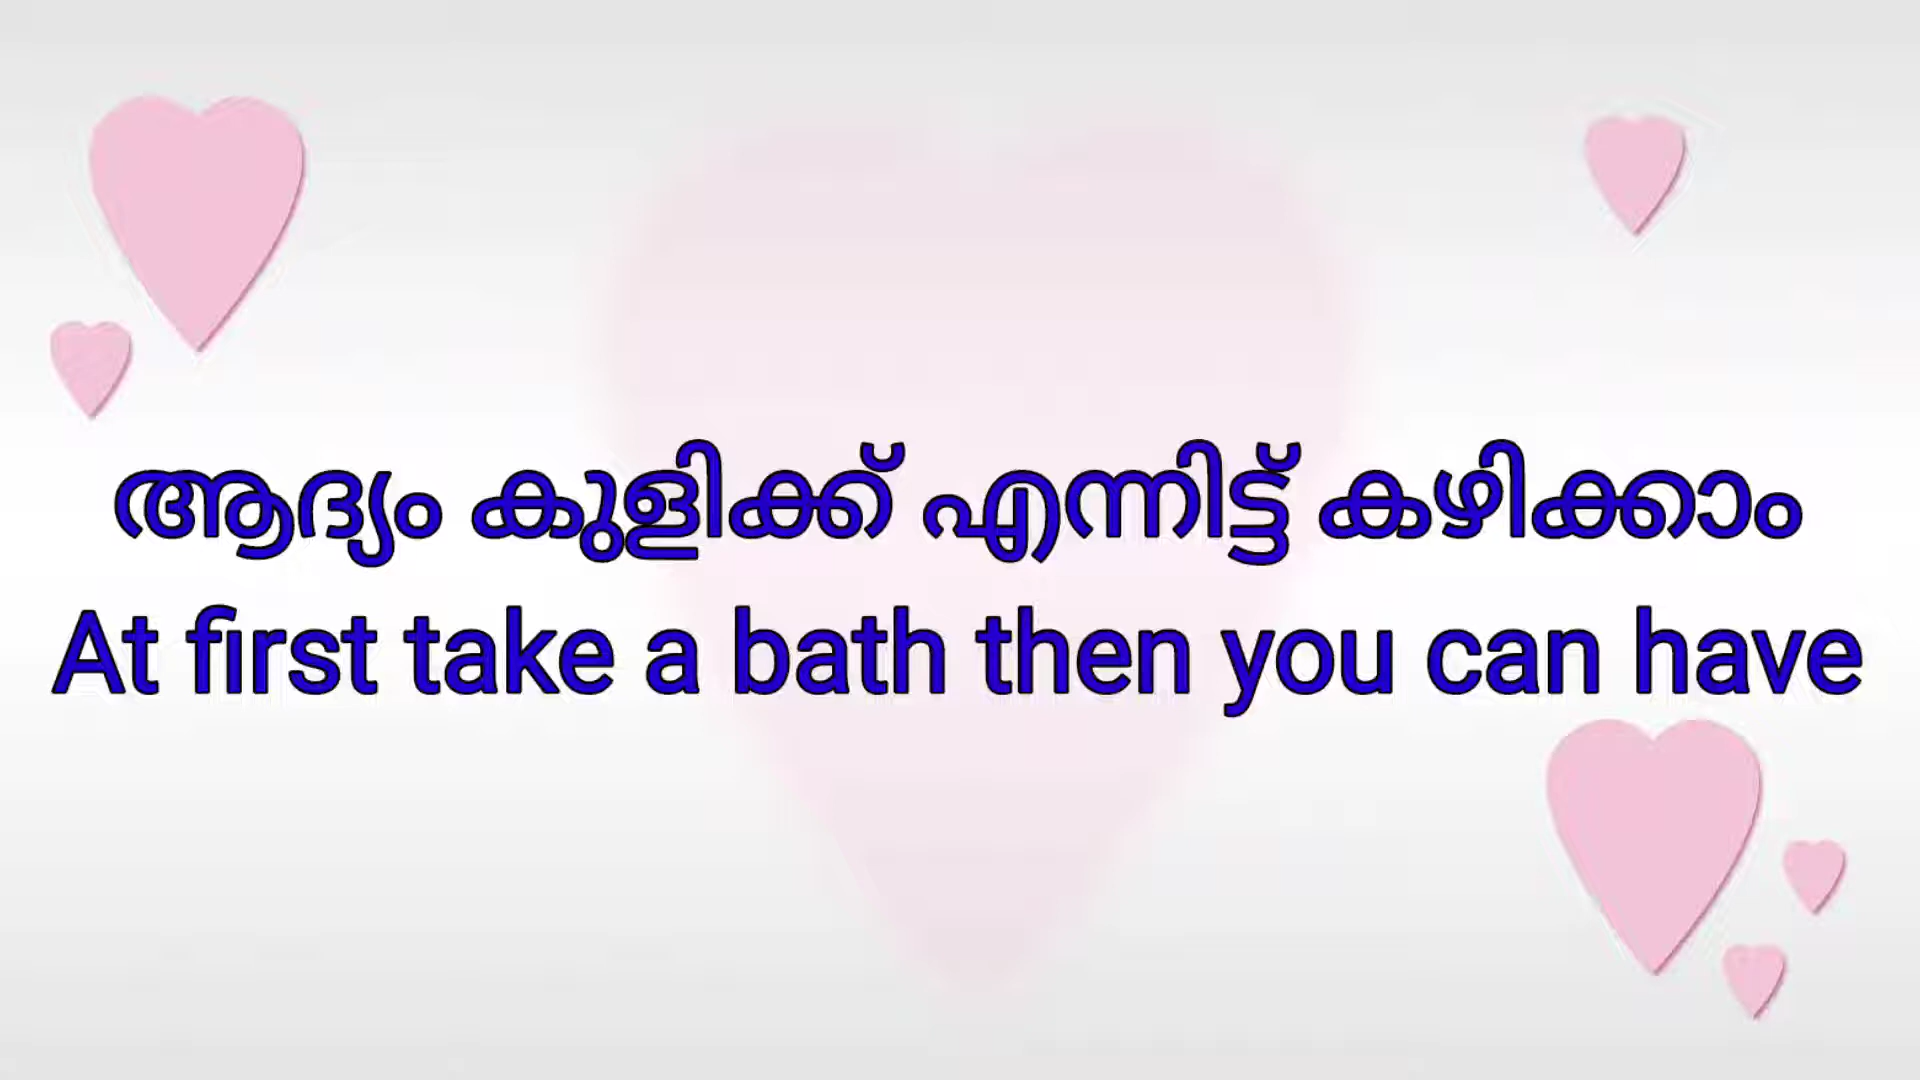 ആദ്യം കുളിക്ക് എന്നിട്ട് കഴിക്കാം
At first take a bath then you can have